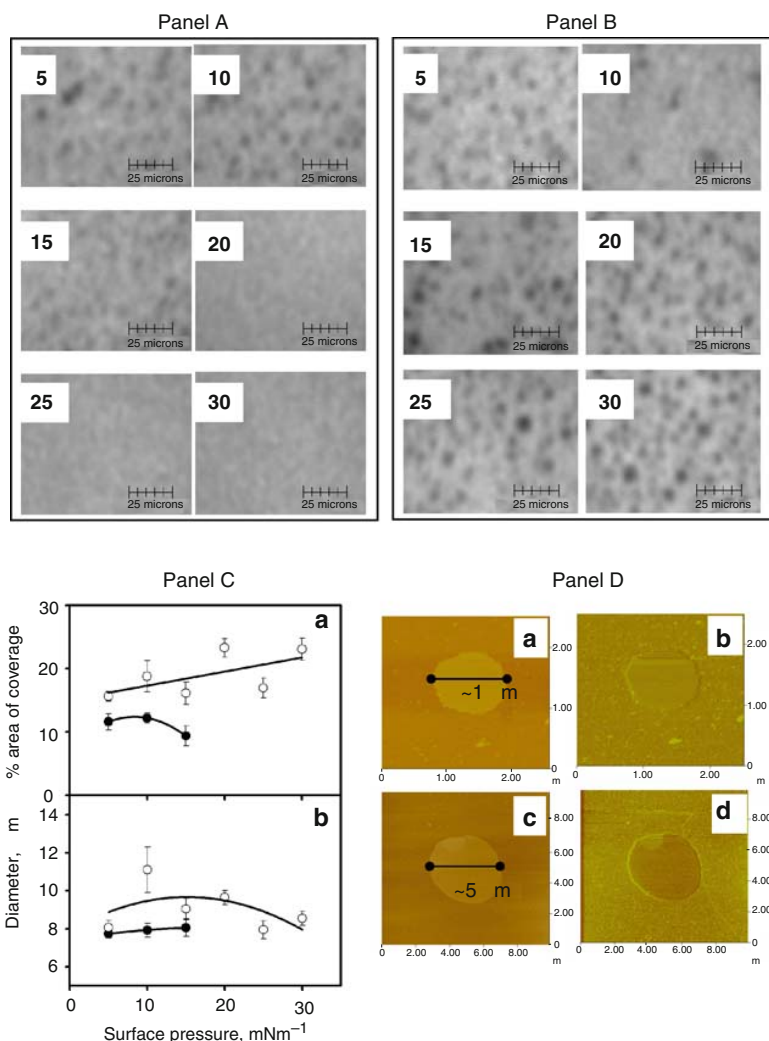 Panel A
Panel B
5
10
25 microns
25 microns
5
10
25 microns
25 microns
15
20
25 microns
25 microns
15
20
25 microns
25 microns
25
30
25 microns
25 microns
25
30
25 microns
25 microns
Panel C
Panel D
30
20
10
0
% area of coverage
a
14
12
10
8
6
Diameter, m
b
0 10 20 30
Surface pressure, mNm⁻¹
a
~1 m
2.00
1.00
0
0 1.00 2.00
m
b
2.00
1.00
0
0 1.00 2.00
m
c
~5 m
8.00
6.00
4.00
2.00
0
0 2.00 4.00 6.00 8.00
m
d
8.00
6.00
4.00
2.00
0
0 2.00 4.00 6.00 8.00
m